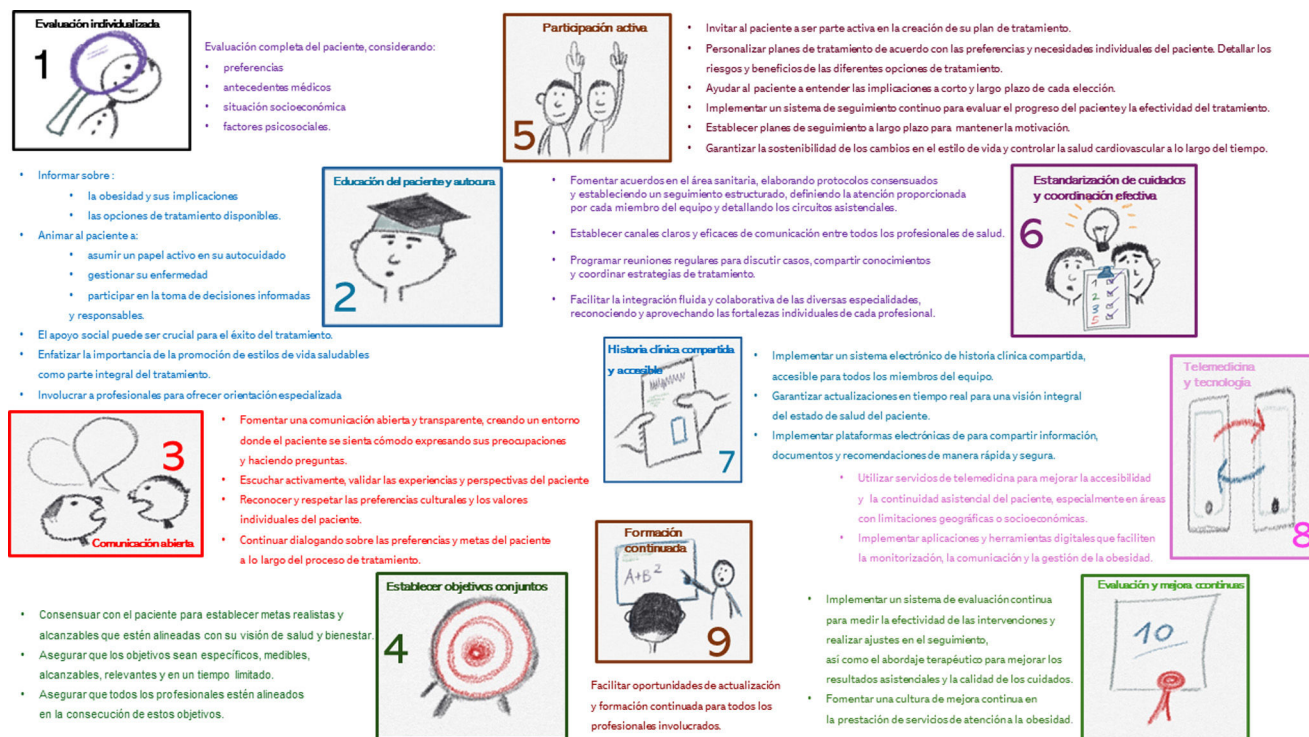 Evaluación individualizada
1
Evaluación completa del paciente, considerando:
• preferencias
• antecedentes médicos
• situación socioeconómica
• factores psicosociales.
Educación del paciente y autocura
2
• Informar sobre :
• la obesidad y sus implicaciones
• las opciones de tratamiento disponibles.
• Animar al paciente a:
• asumir un papel activo en su autocuidado
• gestionar su enfermedad
• participar en la toma de decisiones informadas
y responsables.
• El apoyo social puede ser crucial para el éxito del tratamiento.
• Enfatizar la importancia de la promoción de estilos de vida saludables
como parte integral del tratamiento.
• Involucrar a profesionales para ofrecer orientación especializada
3
Comunicación abierta
• Fomentar una comunicación abierta y transparente, creando un entorno
donde el paciente se sienta cómodo expresando sus preocupaciones
y haciendo preguntas.
• Escuchar activamente, validar las experiencias y perspectivas del paciente
• Reconocer y respetar las preferencias culturales y los valores
individuales del paciente.
• Continuar dialogando sobre las preferencias y metas del paciente
a lo largo del proceso de tratamiento.
Establecer objetivos conjuntos
4
• Consensuar con el paciente para establecer metas realistas y
alcanzables que estén alineadas con su visión de salud y bienestar.
• Asegurar que los objetivos sean específicos, medibles,
alcanzables, relevantes y en un tiempo limitado.
• Asegurar que todos los profesionales estén alineados
en la consecución de estos objetivos.
Participación activa
5
• Invitar al paciente a ser parte activa en la creación de su plan de tratamiento.
• Personalizar planes de tratamiento de acuerdo con las preferencias y necesidades individuales del paciente. Detallar los
riesgos y beneficios de las diferentes opciones de tratamiento.
• Ayudar al paciente a entender las implicaciones a corto y largo plazo de cada elección.
• Implementar un sistema de seguimiento continuo para evaluar el progreso del paciente y la efectividad del tratamiento.
• Establecer planes de seguimiento a largo plazo para mantener la motivación.
• Garantizar la sostenibilidad de los cambios en el estilo de vida y controlar la salud cardiovascular a lo largo del tiempo.
Estandarización de cuidados
y coordinación efectiva
6
1
2
3
5
• Fomentar acuerdos en el área sanitaria, elaborando protocolos consensuados
y estableciendo un seguimiento estructurado, definiendo la atención proporcionada
por cada miembro del equipo y detallando los circuitos asistenciales.
• Establecer canales claros y eficaces de comunicación entre todos los profesionales de salud.
• Programar reuniones regulares para discutir casos, compartir conocimientos
y coordinar estrategias de tratamiento.
• Facilitar la integración fluida y colaborativa de las diversas especialidades,
reconociendo y aprovechando las fortalezas individuales de cada profesional.
Historia clínica compartida
y accesible
7
• Implementar un sistema electrónico de historia clínica compartida,
accesible para todos los miembros del equipo.
• Garantizar actualizaciones en tiempo real para una visión integral
del estado de salud del paciente.
• Implementar plataformas electrónicas de para compartir información,
documentos y recomendaciones de manera rápida y segura.
Telemedicina
y tecnología
8
• Utilizar servicios de telemedicina para mejorar la accesibilidad
y la continuidad asistencial del paciente, especialmente en áreas
con limitaciones geográficas o socioeconómicas.
• Implementar aplicaciones y herramientas digitales que faciliten
la monitorización, la comunicación y la gestión de la obesidad.
Formación
continuada
A+B²
9
Facilitar oportunidades de actualización
y formación continuada para todos los
profesionales involucrados.
Evaluación y mejora ccontinuas
10
• Implementar un sistema de evaluación continua
para medir la efectividad de las intervenciones y
realizar ajustes en el seguimiento,
asi como el abordaje terapéutico para mejorar los
resultados asistenciales y la calidad de los cuidados.
• Fomentar una cultura de mejora continua en
la prestación de servicios de atención a la obesidad.